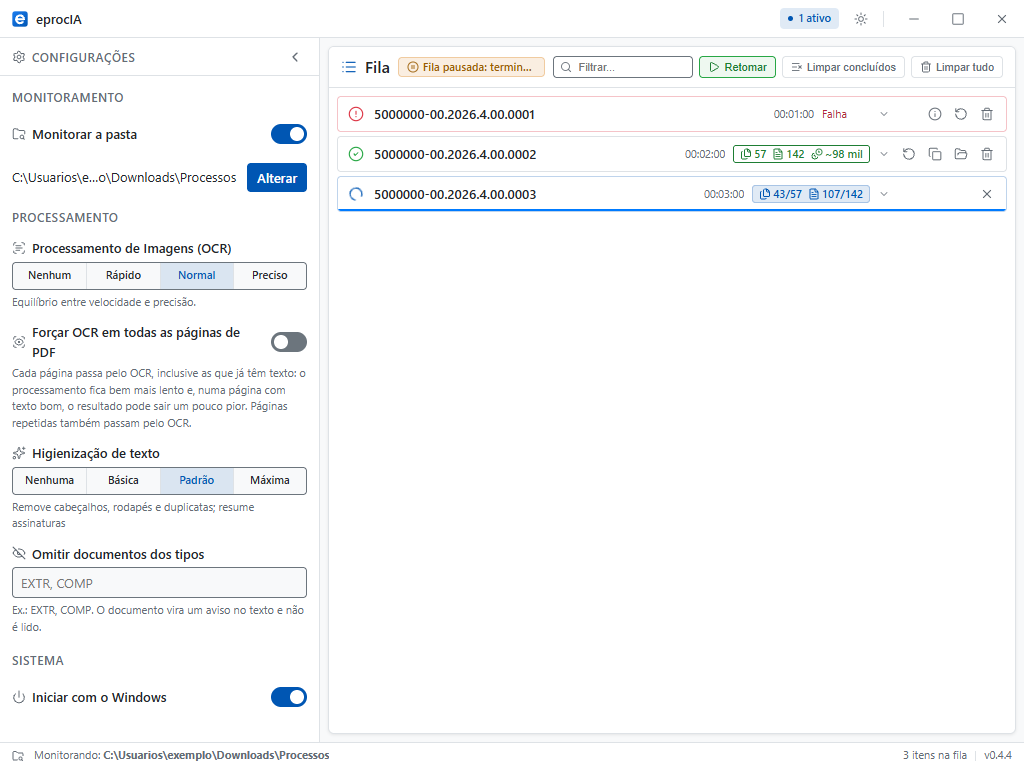 eprocIA
1 ativo
CONFIGURAÇÕES
MONITORAMENTO
Monitorar a pasta
C:\Usuarios\e...o\Downloads\Processos
Alterar
PROCESSAMENTO
Processamento de Imagens (OCR)
Nenhum Rápido Normal Preciso
Equilíbrio entre velocidade e precisão.
Forçar OCR em todas as páginas de
PDF
Cada página passa pelo OCR, inclusive as que já têm texto: o
processamento fica bem mais lento e, numa página com
texto bom, o resultado pode sair um pouco pior. Páginas
repetidas também passam pelo OCR.
Higienização de texto
Nenhuma Básica Padrão Máxima
Remove cabeçalhos, rodapés e duplicatas; resume
assinaturas
Omitir documentos dos tipos
EXTR, COMP
Ex.: EXTR, COMP. O documento vira um aviso no texto e não
é lido.
SISTEMA
Iniciar com o Windows
Fila
Fila pausada: termin...
Filtrar...
Retomar
Limpar concluídos
Limpar tudo
5000000-00.2026.4.00.0001 00:01:00 Falha
5000000-00.2026.4.00.0002 00:02:00 57 142 ~98 mil
5000000-00.2026.4.00.0003 00:03:00 43/57 107/142
Monitorando: C:\Usuarios\exemplo\Downloads\Processos
3 itens na fila v0.4.4